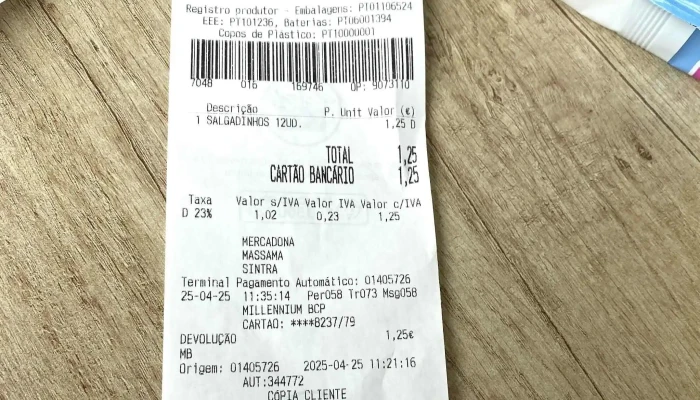 Registro produtor - Embalagens: PT01106524
EEE: PT101236, Baterias: PT06001394
Copos de Plástico: PT10000001
7048 016 169746 OP: 9073110
Descrição P. Unit Valor (€)
1 SALGADINHOS 12UD. 1,25 D
TOTAL 1,25
CARTÃO BANCÁRIO 1,25
Taxa Valor s/IVA Valor IVA Valor c/IVA
D 23% 1,02 0,23 1,25
MERCADONA
MASSAMA
SINTRA
Terminal Pagamento Automático: 01405726
25-04-25 11:35:14 Per058 Tr073 Msg058
MILLENNIUM BCP
CARTAO: ****8237/79
DEVOLUÇÃO 1,25€
MB
Origem: 01405726 2025-04-25 11:21:16
AUT:344772
CÓPIA CLIENTE